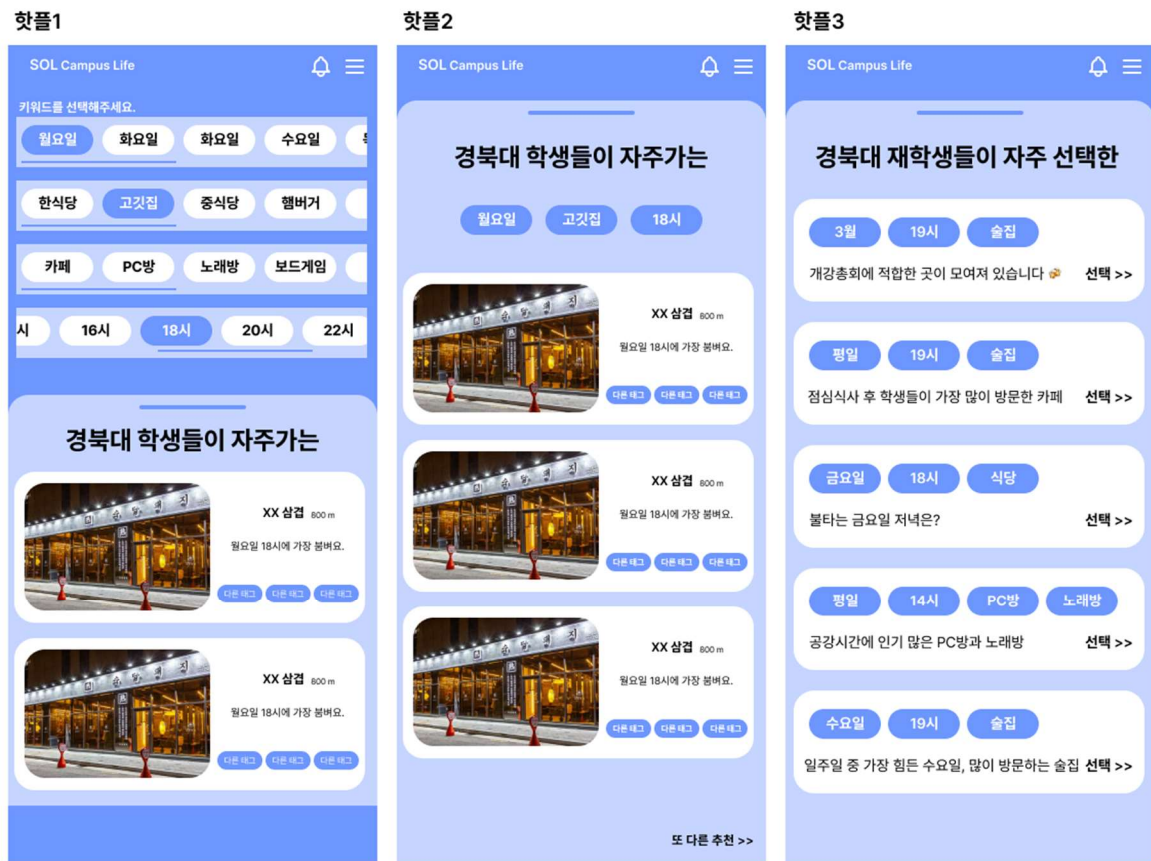 핫플1
SOL Campus Life
키워드를 선택해주세요.
월요일 화요일 화요일 수요일
한식당 고깃집 중식당 햄버거
카페 PC방 노래방 보드게임
시 16시 18시 20시 22시
경북대 학생들이 자주가는
XX 삼겹 800 m
월요일 18시에 가장 붐벼요.
다른 태그 다른 태그 다른 태그
XX 삼겹 800 m
월요일 18시에 가장 붐벼요.
다른 태그 다른 태그 다른 태그
핫플2
SOL Campus Life
경북대 학생들이 자주가는
월요일 고깃집 18시
XX 삼겹 800 m
월요일 18시에 가장 붐벼요.
다른 태그 다른 태그 다른 태그
XX 삼겹 800 m
월요일 18시에 가장 붐벼요.
다른 태그 다른 태그 다른 태그
XX 삼겹 800 m
월요일 18시에 가장 붐벼요.
다른 태그 다른 태그 다른 태그
또 다른 추천 >>
핫플3
SOL Campus Life
경북대 재학생들이 자주 선택한
3월 19시 술집
개강총회에 적합한 곳이 모여져 있습니다 🍻 선택 >>
평일 19시 술집
점심식사 후 학생들이 가장 많이 방문한 카페 선택 >>
금요일 18시 식당
불타는 금요일 저녁은? 선택 >>
평일 14시 PC방 노래방
공강시간에 인기 많은 PC방과 노래방 선택 >>
수요일 19시 술집
일주일 중 가장 힘든 수요일, 많이 방문하는 술집 선택 >>